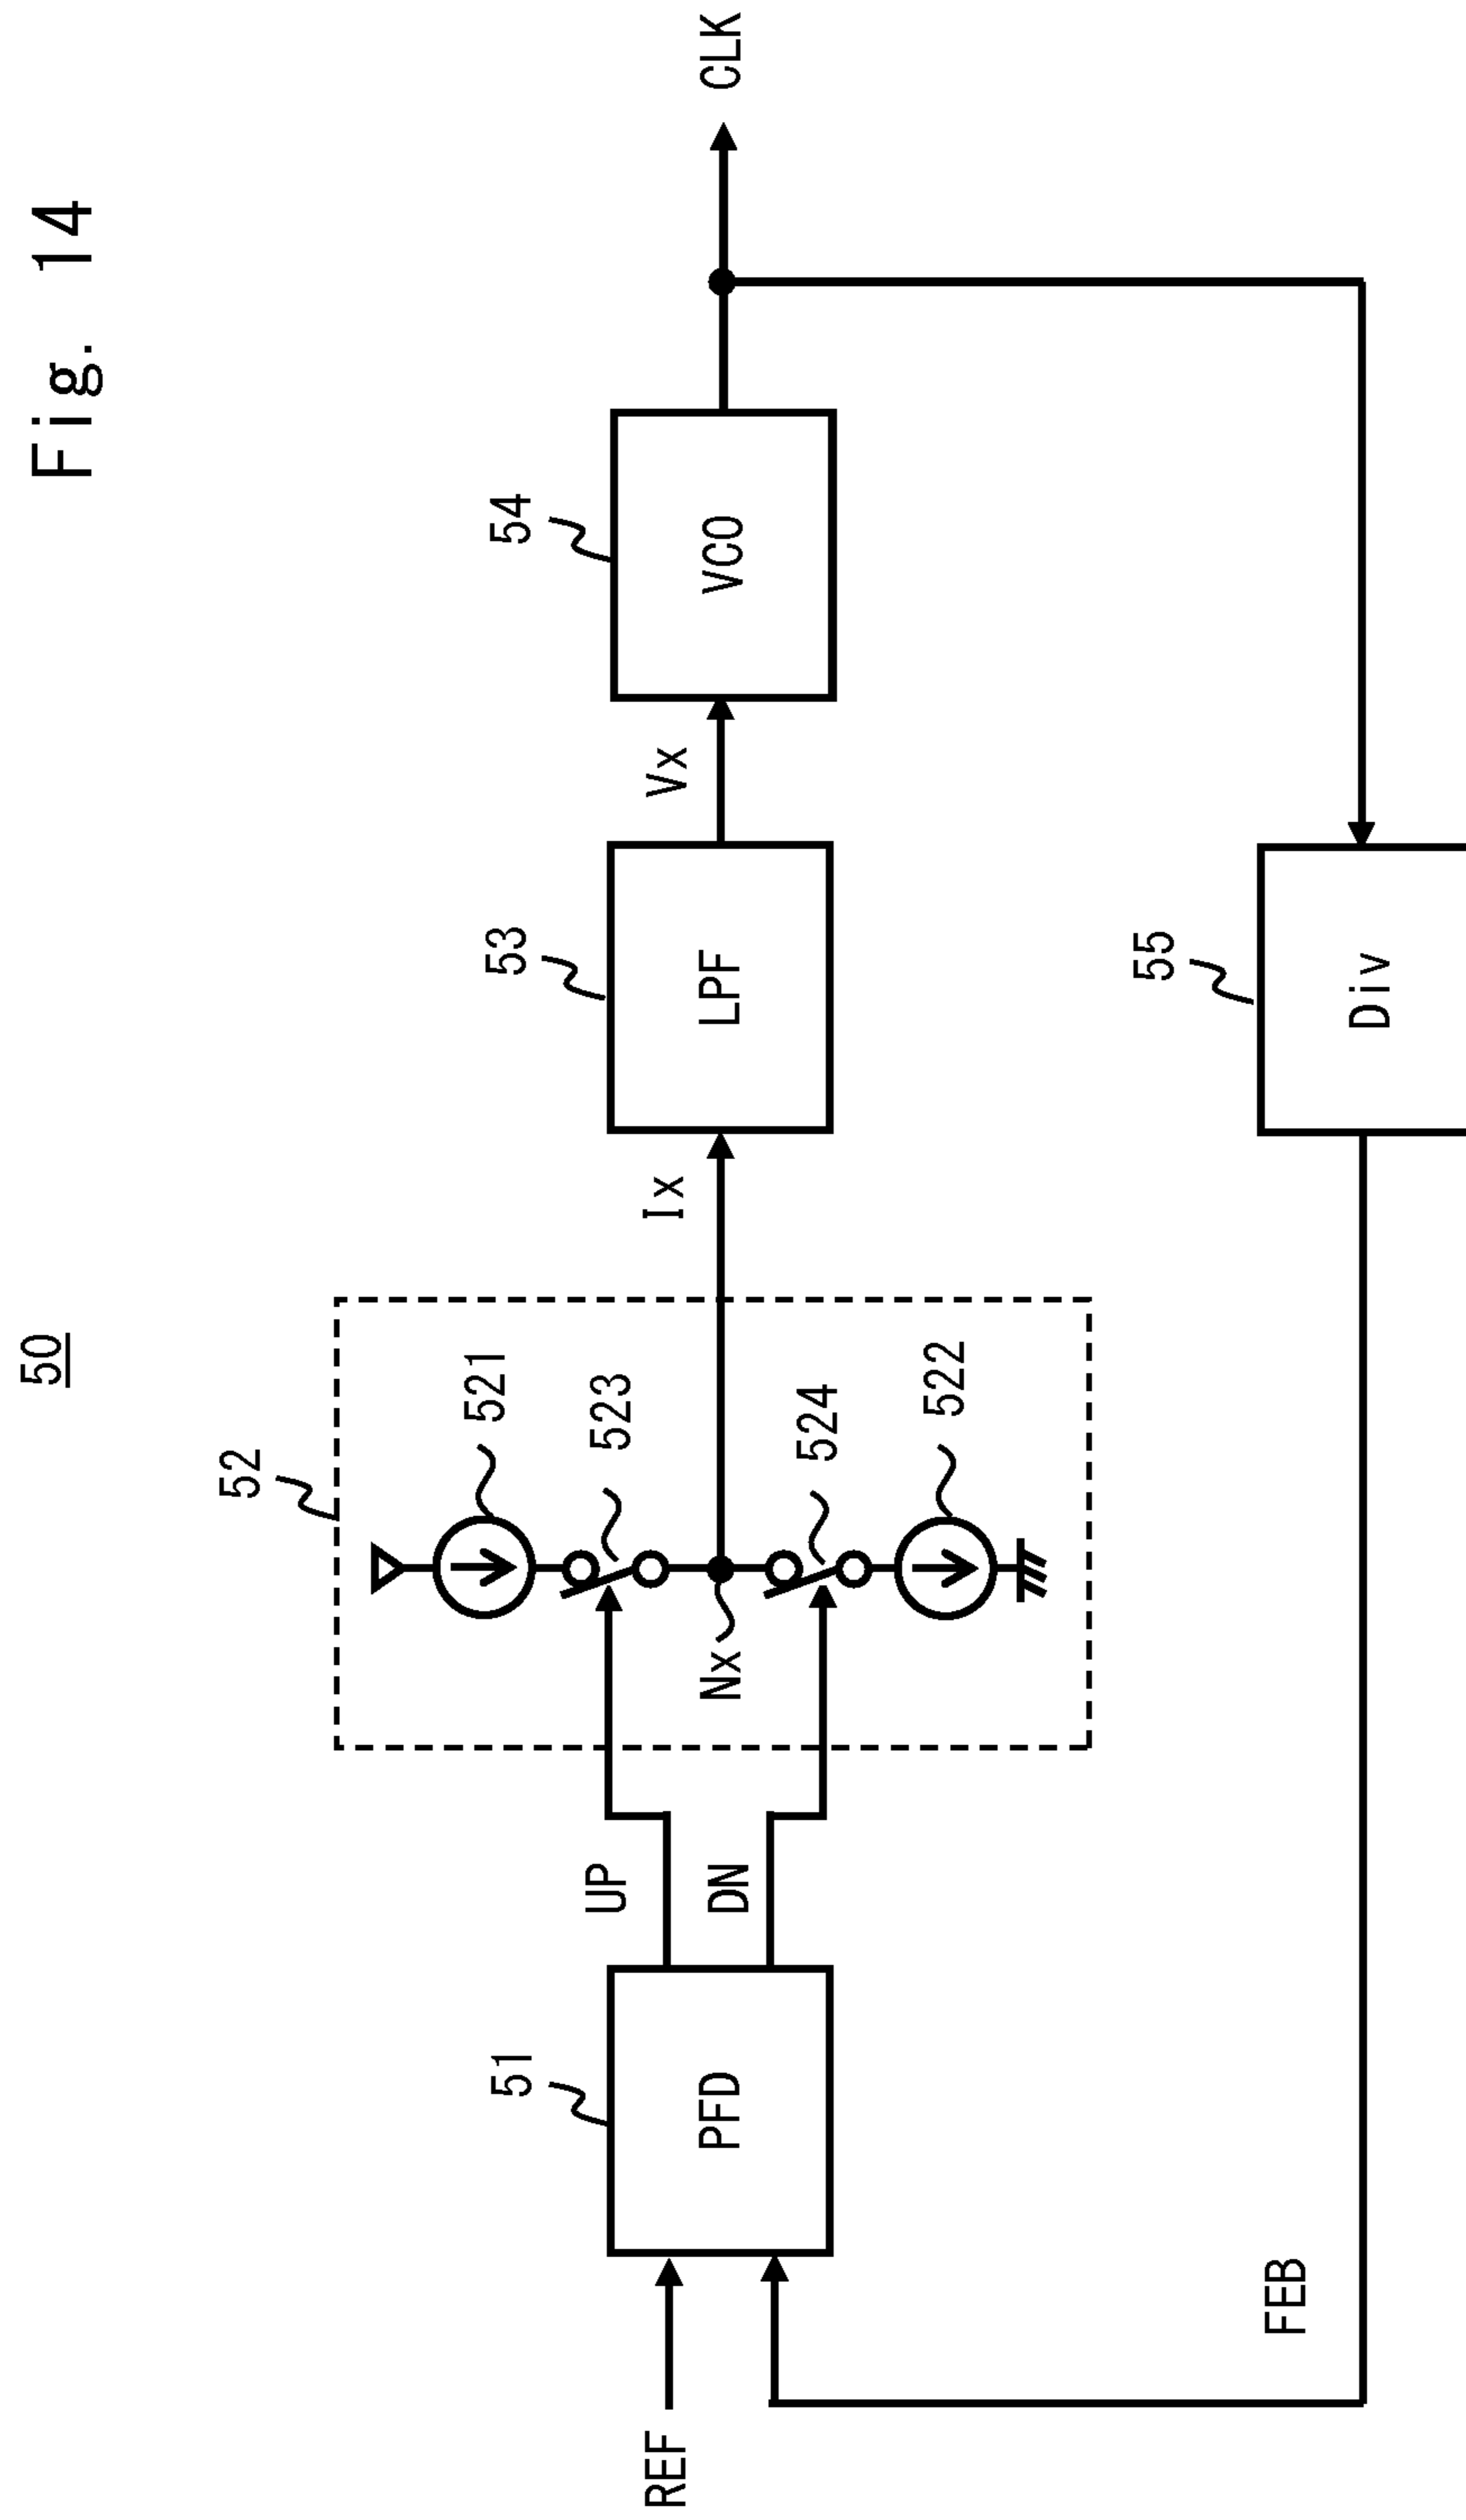 Fig. 14
50
52
521
523
524
522
Nx
51
PFD
UP
DN
REF
Ix
53
LPF
Vx
54
VCO
CLK
55
Div
FEB